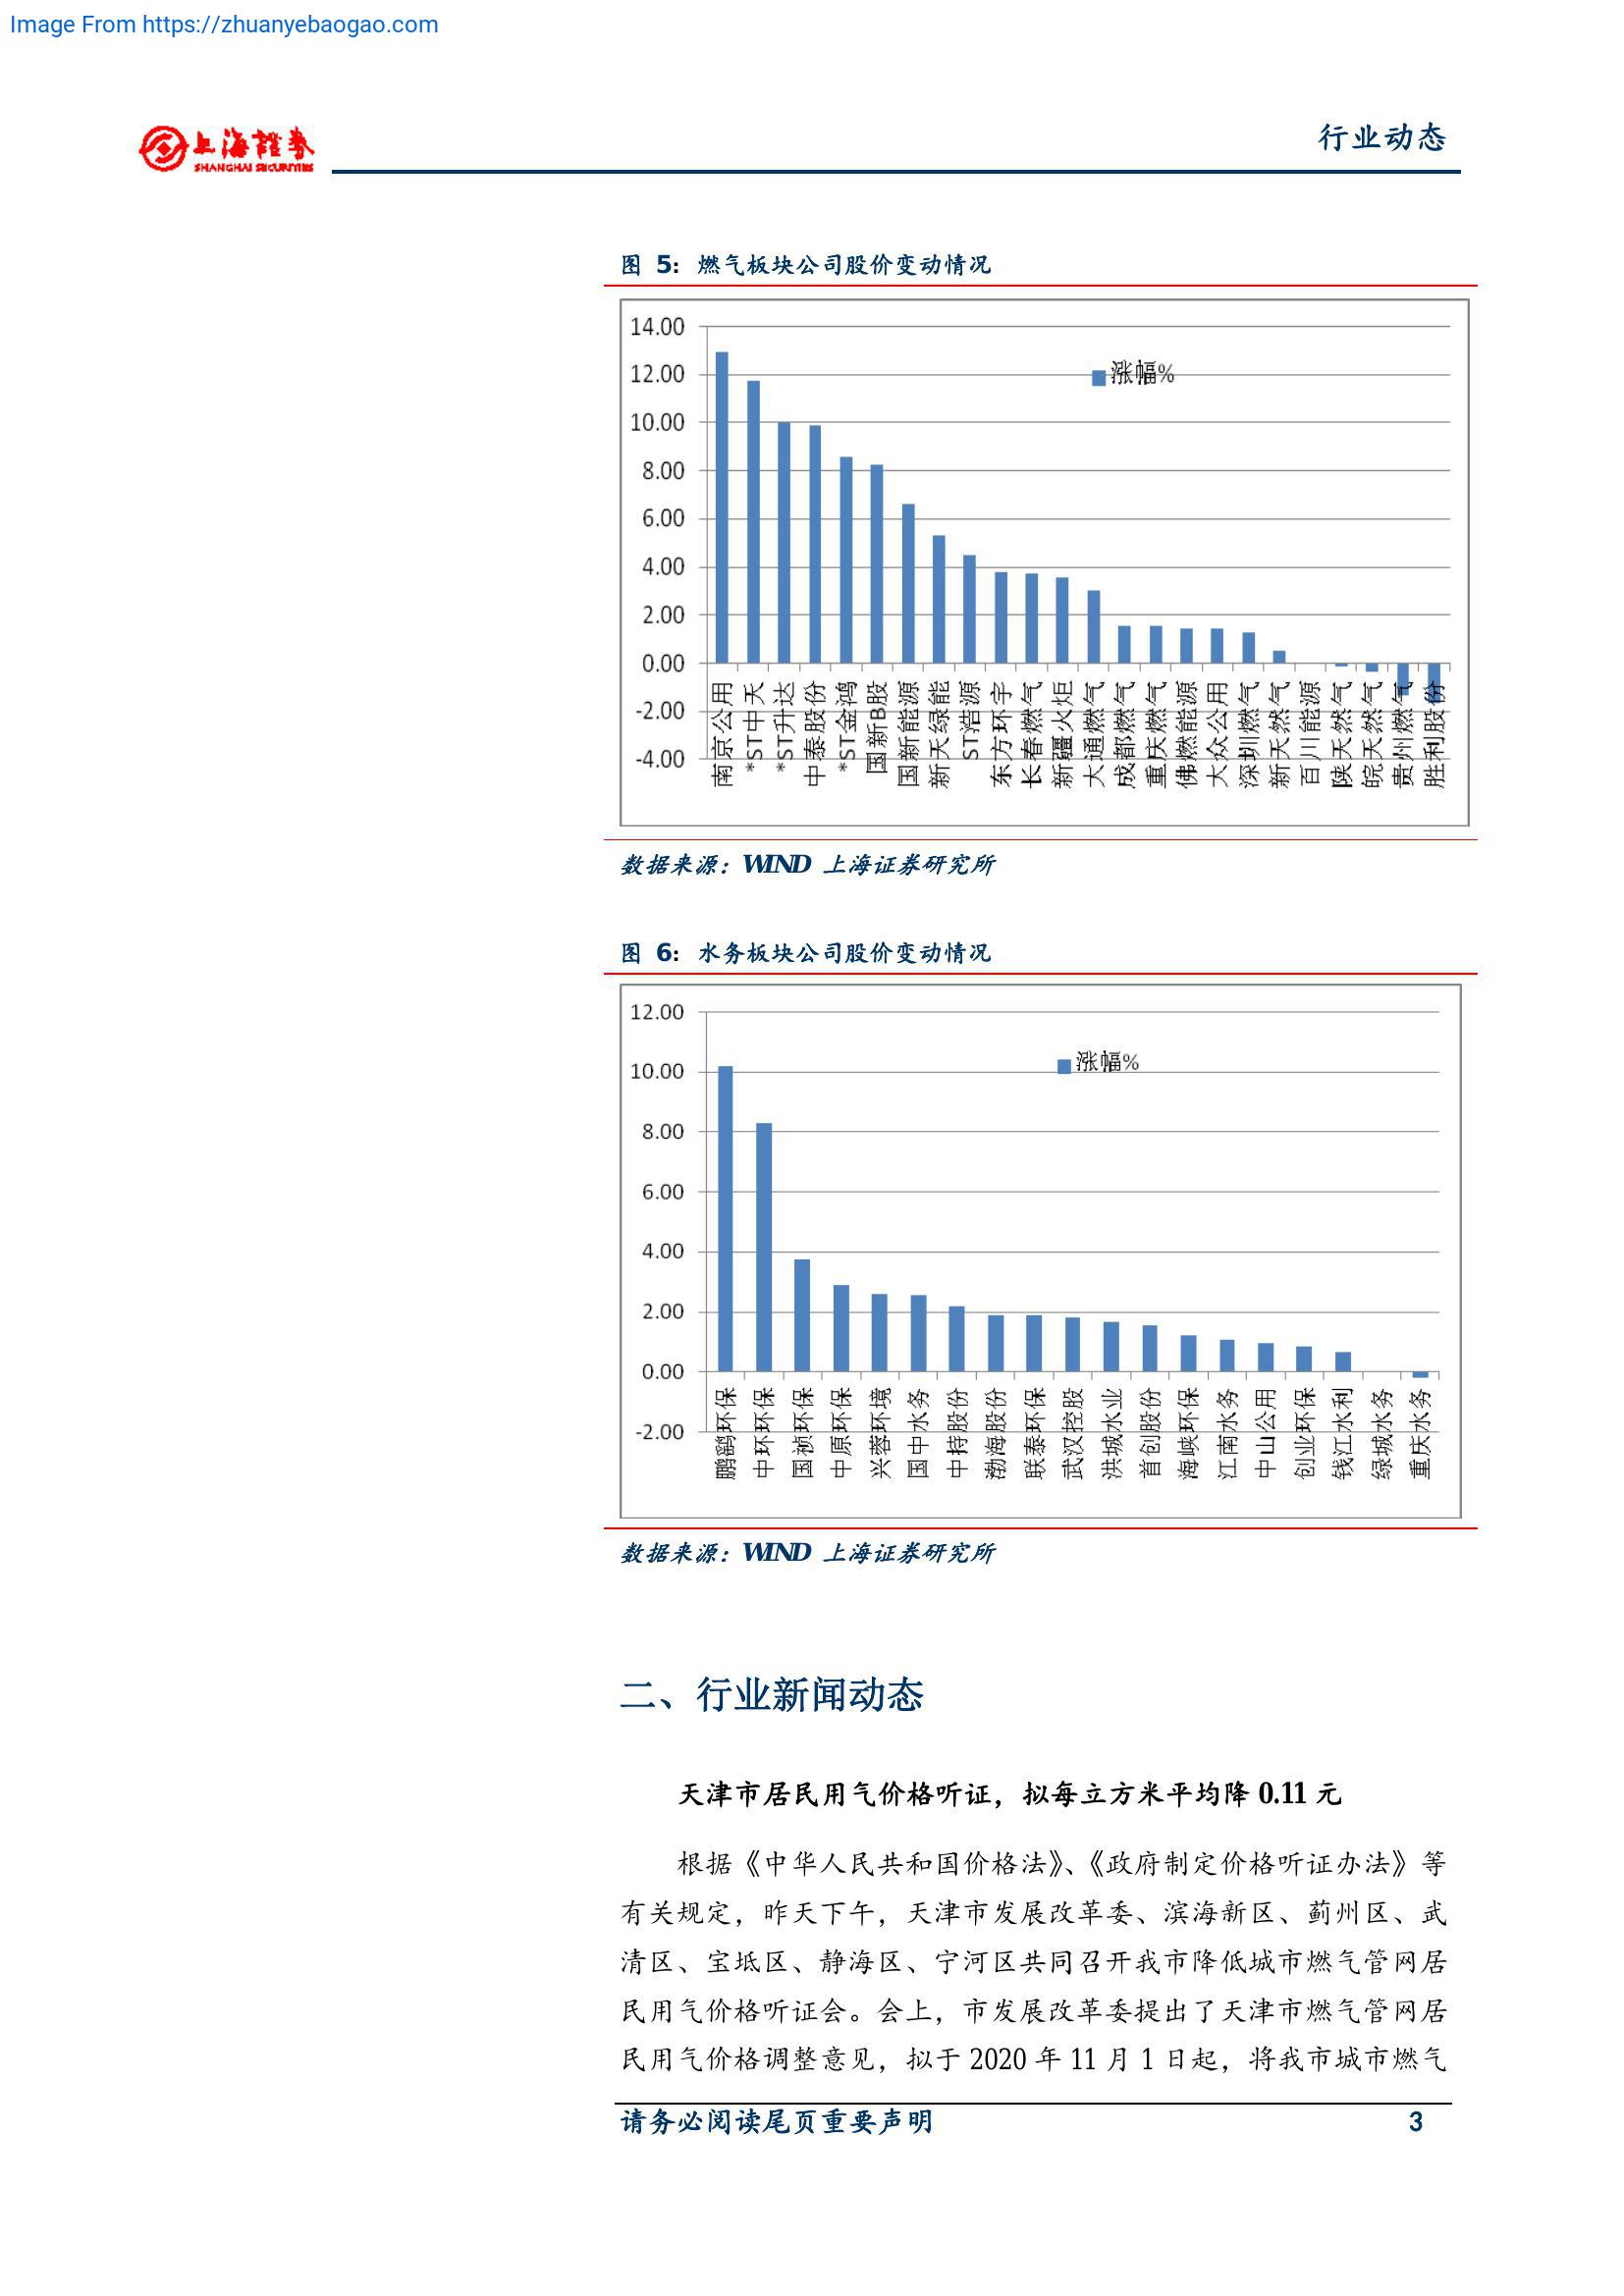 Image From https://zhuanyebaogao.com
上海證券
SHANGHAI SECURITIES
行业动态
图 5: 燃气板块公司股价变动情况
14.00
12.00
10.00
8.00
6.00
4.00
2.00
0.00
-2.00
-4.00
涨幅%
南京公用
*ST中天
*ST升达
中泰股份
*ST金鸿
国新B股
国新能源
新天绿能
ST浩源
东方环宇
长春燃气
新疆火炬
大通燃气
成都燃气
重庆燃气
佛燃能源
大众公用
深圳燃气
新天然气
百川能源
陕天然气
皖天然气
贵州燃气
胜利股份
数据来源: WIND 上海证券研究所
图 6: 水务板块公司股价变动情况
12.00
10.00
8.00
6.00
4.00
2.00
0.00
-2.00
涨幅%
鹏鹞环保
中环环保
国祯环保
中原环保
兴蓉环境
国中水务
中持股份
渤海股份
联泰环保
武汉控股
洪城水业
首创股份
海峡环保
江南水务
中山公用
创业环保
钱江水利
绿城水务
重庆水务
数据来源: WIND 上海证券研究所
二、行业新闻动态
天津市居民用气价格听证，拟每立方米平均降 0.11 元
根据《中华人民共和国价格法》、《政府制定价格听证办法》等
有关规定，昨天下午，天津市发展改革委、滨海新区、蓟州区、武
清区、宝坻区、静海区、宁河区共同召开我市降低城市燃气管网居
民用气价格听证会。会上，市发展改革委提出了天津市燃气管网居
民用气价格调整意见，拟于 2020 年 11 月 1 日起，将我市城市燃气
请务必阅读尾页重要声明
3